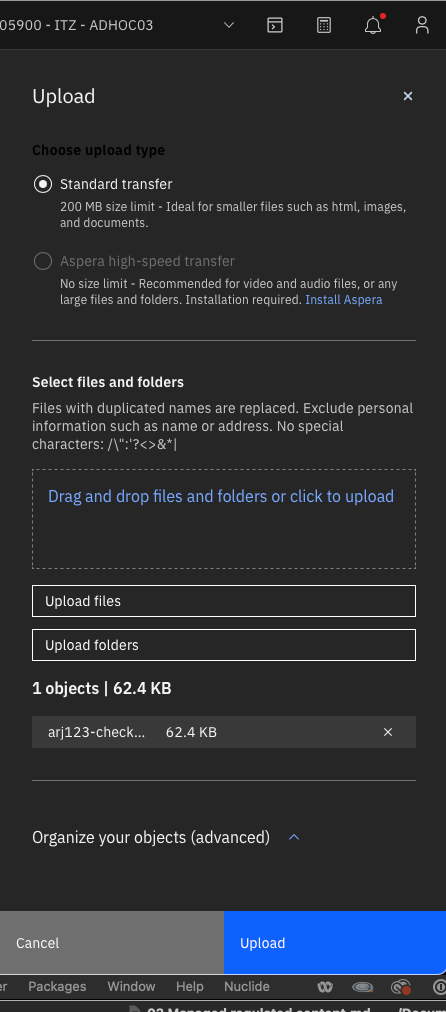 05900 - ITZ - ADHOC03
Upload
Choose upload type
Standard transfer
200 MB size limit - Ideal for smaller files such as html, images,
and documents.
Aspera high-speed transfer
No size limit - Recommended for video and audio files, or any
large files and folders. Installation required. Install Aspera
Select files and folders
Files with duplicated names are replaced. Exclude personal
information such as name or address. No special
characters: /\":'?<>&*|
Drag and drop files and folders or click to upload
Upload files
Upload folders
1 objects | 62.4 KB
arj123-check... 62.4 KB
Organize your objects (advanced)
Cancel Upload
er Packages Window Help Nuclide